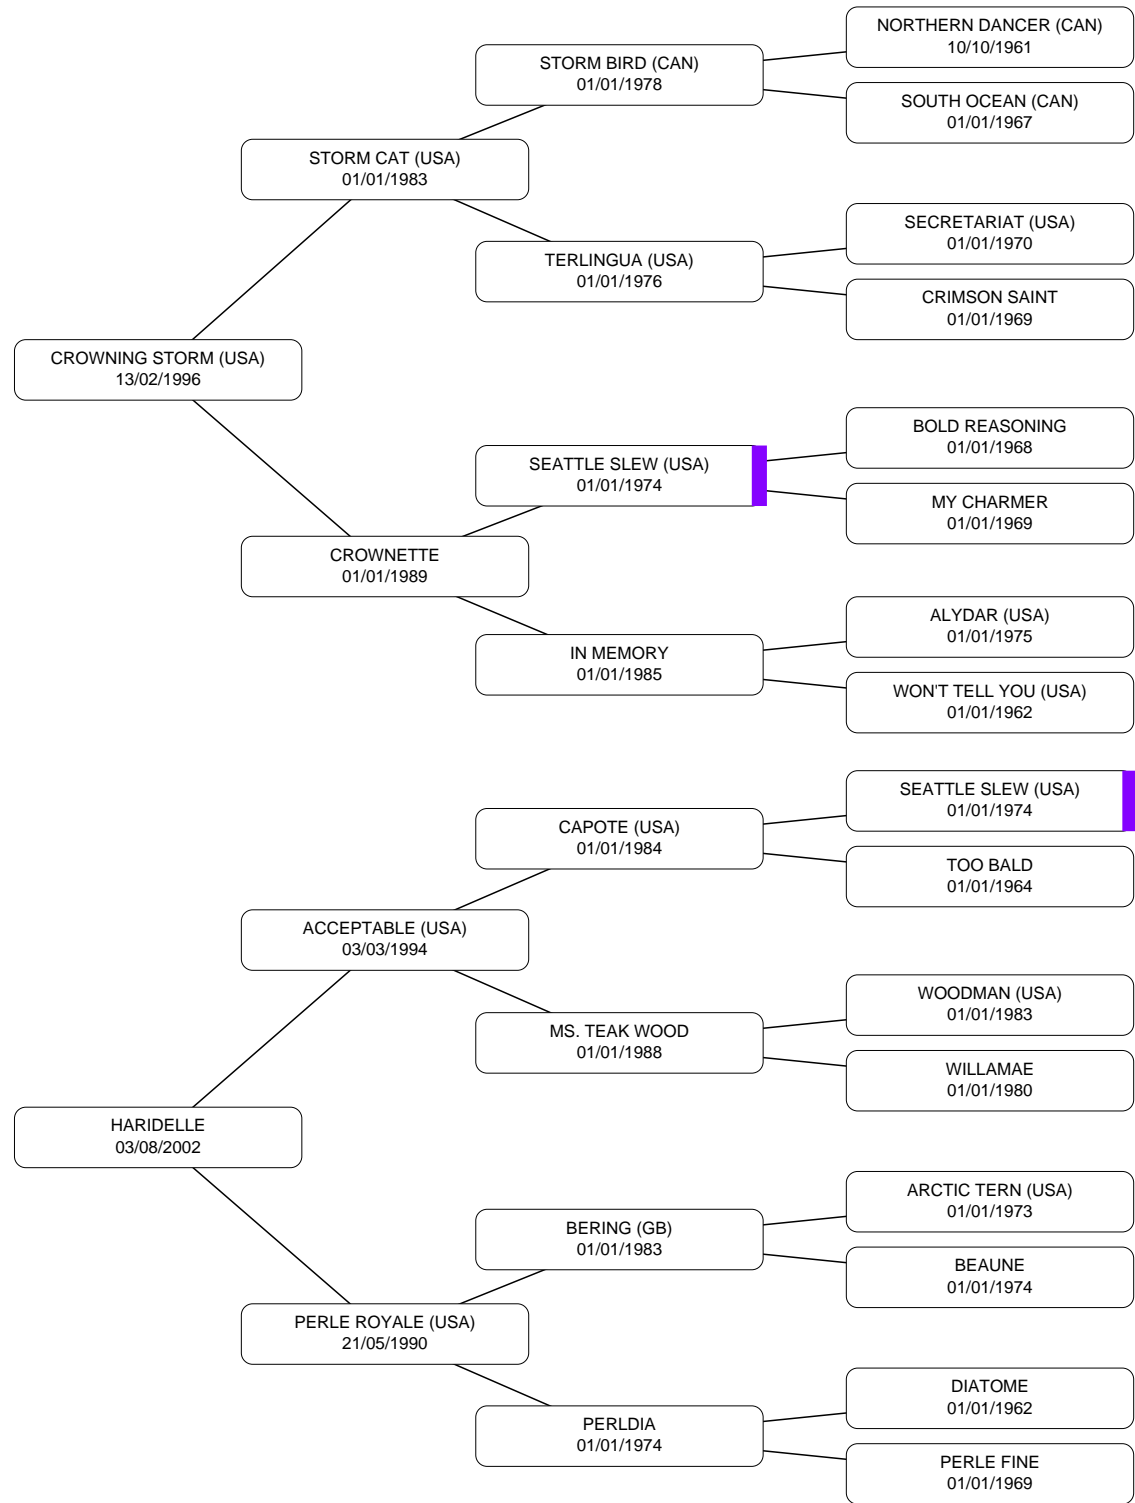 NORTHERN DANCER (CAN)
10/10/1961
STORM BIRD (CAN)
01/01/1978
SOUTH OCEAN (CAN)
01/01/1967
STORM CAT (USA)
01/01/1983
SECRETARIAT (USA)
01/01/1970
TERLINGUA (USA)
01/01/1976
CRIMSON SAINT
01/01/1969
CROWNING STORM (USA)
13/02/1996
BOLD REASONING
01/01/1968
SEATTLE SLEW (USA)
01/01/1974
MY CHARMER
01/01/1969
CROWNETTE
01/01/1989
ALYDAR (USA)
01/01/1975
IN MEMORY
01/01/1985
WON'T TELL YOU (USA)
01/01/1962
SEATTLE SLEW (USA)
01/01/1974
CAPOTE (USA)
01/01/1984
TOO BALD
01/01/1964
ACCEPTABLE (USA)
03/03/1994
WOODMAN (USA)
01/01/1983
MS. TEAK WOOD
01/01/1988
WILLAMAE
01/01/1980
HARIDELLE
03/08/2002
ARCTIC TERN (USA)
01/01/1973
BERING (GB)
01/01/1983
BEAUNE
01/01/1974
PERLE ROYALE (USA)
21/05/1990
DIATOME
01/01/1962
PERLDIA
01/01/1974
PERLE FINE
01/01/1969